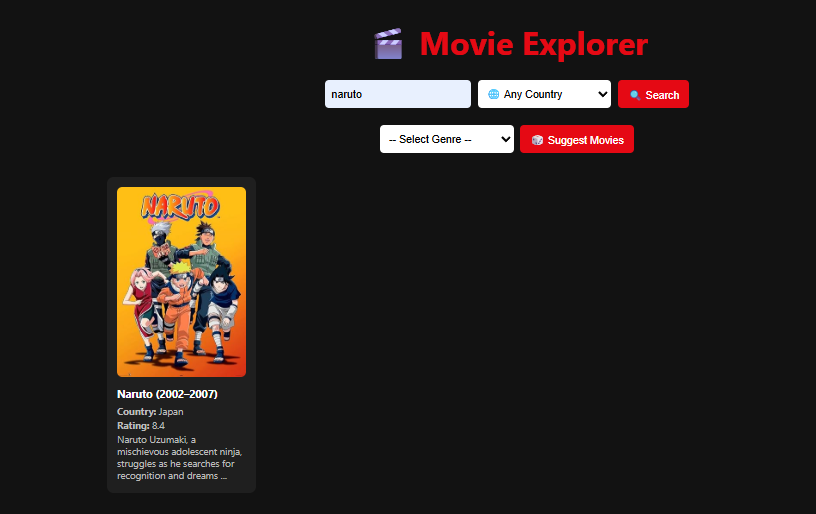 Movie Explorer
naruto
Any Country
Search
-- Select Genre --
Suggest Movies
NARUTO
Naruto (2002–2007)
Country: Japan
Rating: 8.4
Naruto Uzumaki, a
mischievous adolescent ninja,
struggles as he searches for
recognition and dreams ...